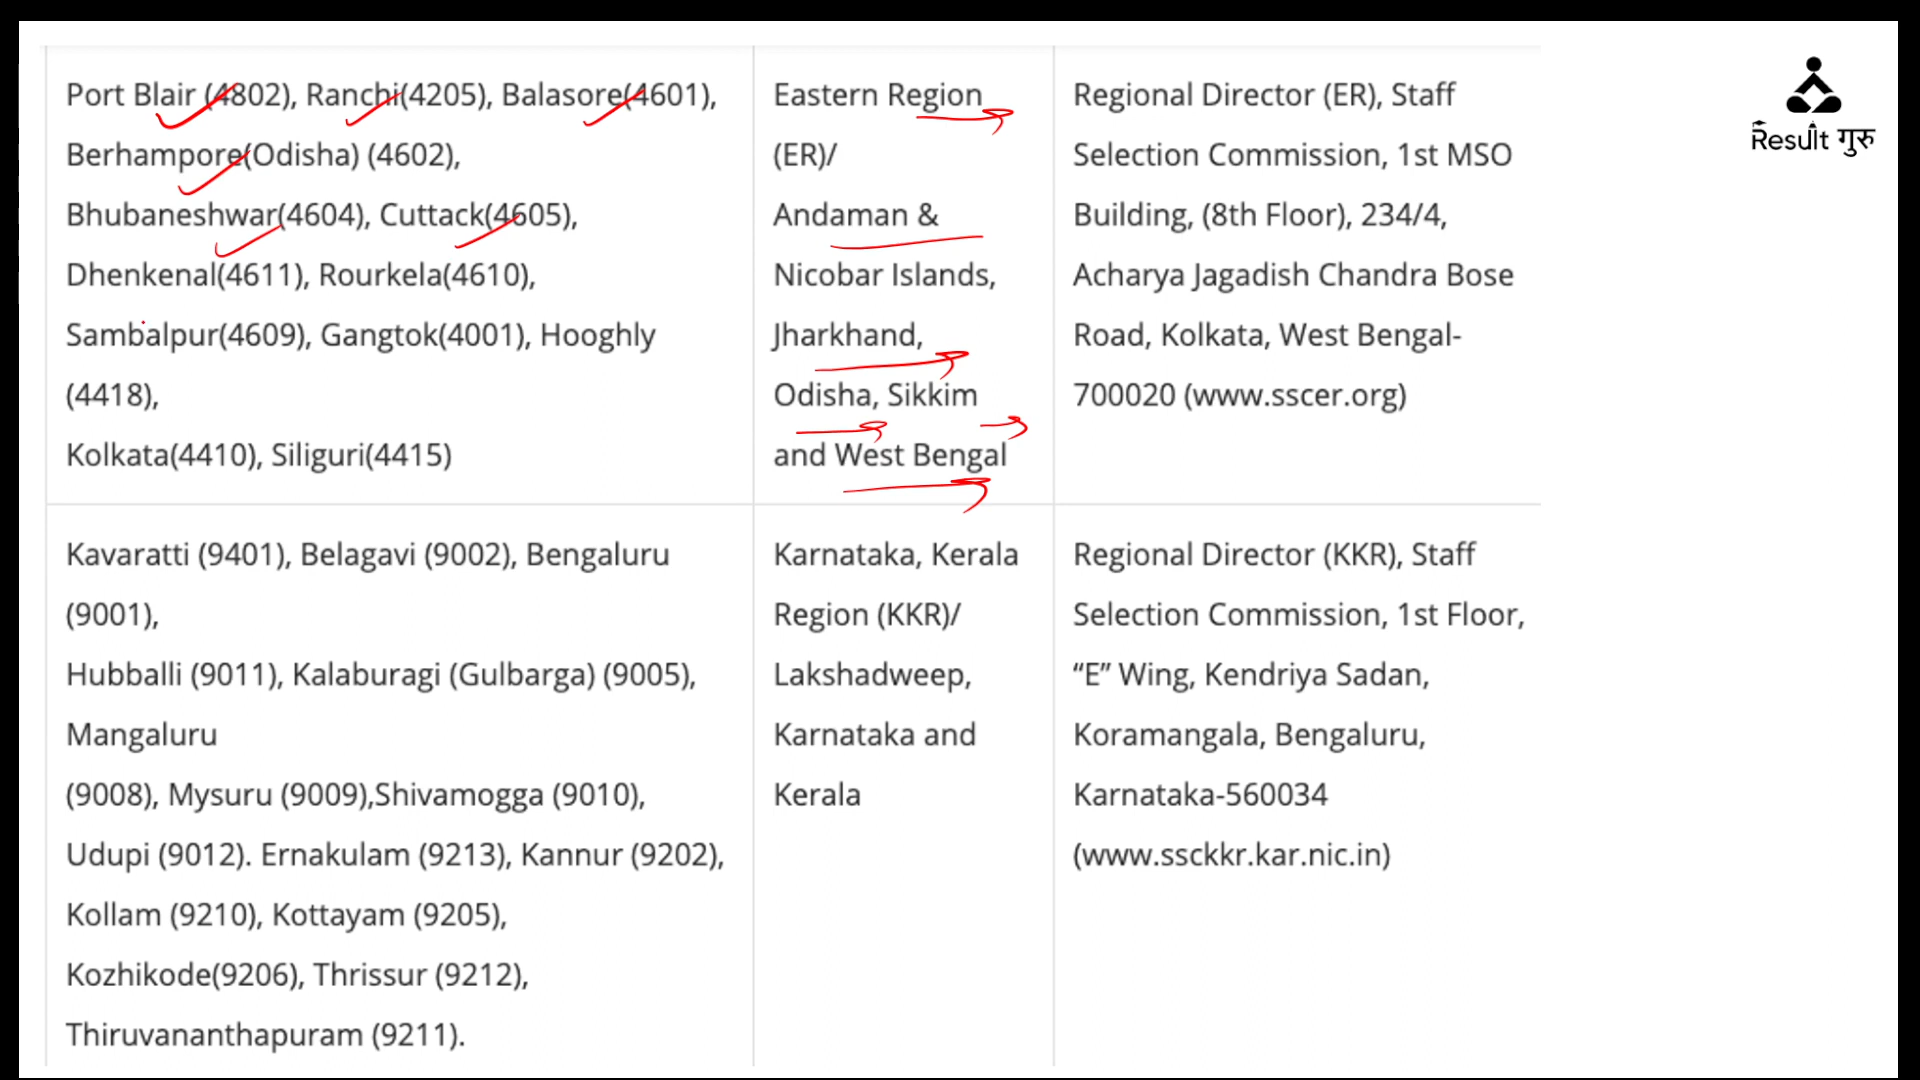 Port Blair (4802), Ranchi(4205), Balasore(4601),
Berhampore(Odisha) (4602),
Bhubaneshwar(4604), Cuttack(4605),
Dhenkenal(4611), Rourkela(4610),
Sambalpur(4609), Gangtok(4001), Hooghly
(4418),
Kolkata(4410), Siliguri(4415)
Eastern Region
(ER)/
Andaman &
Nicobar Islands,
Jharkhand,
Odisha, Sikkim
and West Bengal
Regional Director (ER), Staff
Selection Commission, 1st MSO
Building, (8th Floor), 234/4,
Acharya Jagadish Chandra Bose
Road, Kolkata, West Bengal-
700020 (www.sscer.org)
Kavaratti (9401), Belagavi (9002), Bengaluru
(9001),
Hubballi (9011), Kalaburagi (Gulbarga) (9005),
Mangaluru
(9008), Mysuru (9009),Shivamogga (9010),
Udupi (9012). Ernakulam (9213), Kannur (9202),
Kollam (9210), Kottayam (9205),
Kozhikode(9206), Thrissur (9212),
Thiruvananthapuram (9211).
Karnataka, Kerala
Region (KKR)/
Lakshadweep,
Karnataka and
Kerala
Regional Director (KKR), Staff
Selection Commission, 1st Floor,
“E” Wing, Kendriya Sadan,
Koramangala, Bengaluru,
Karnataka-560034
(www.ssckkr.kar.nic.in)
Result गुरु